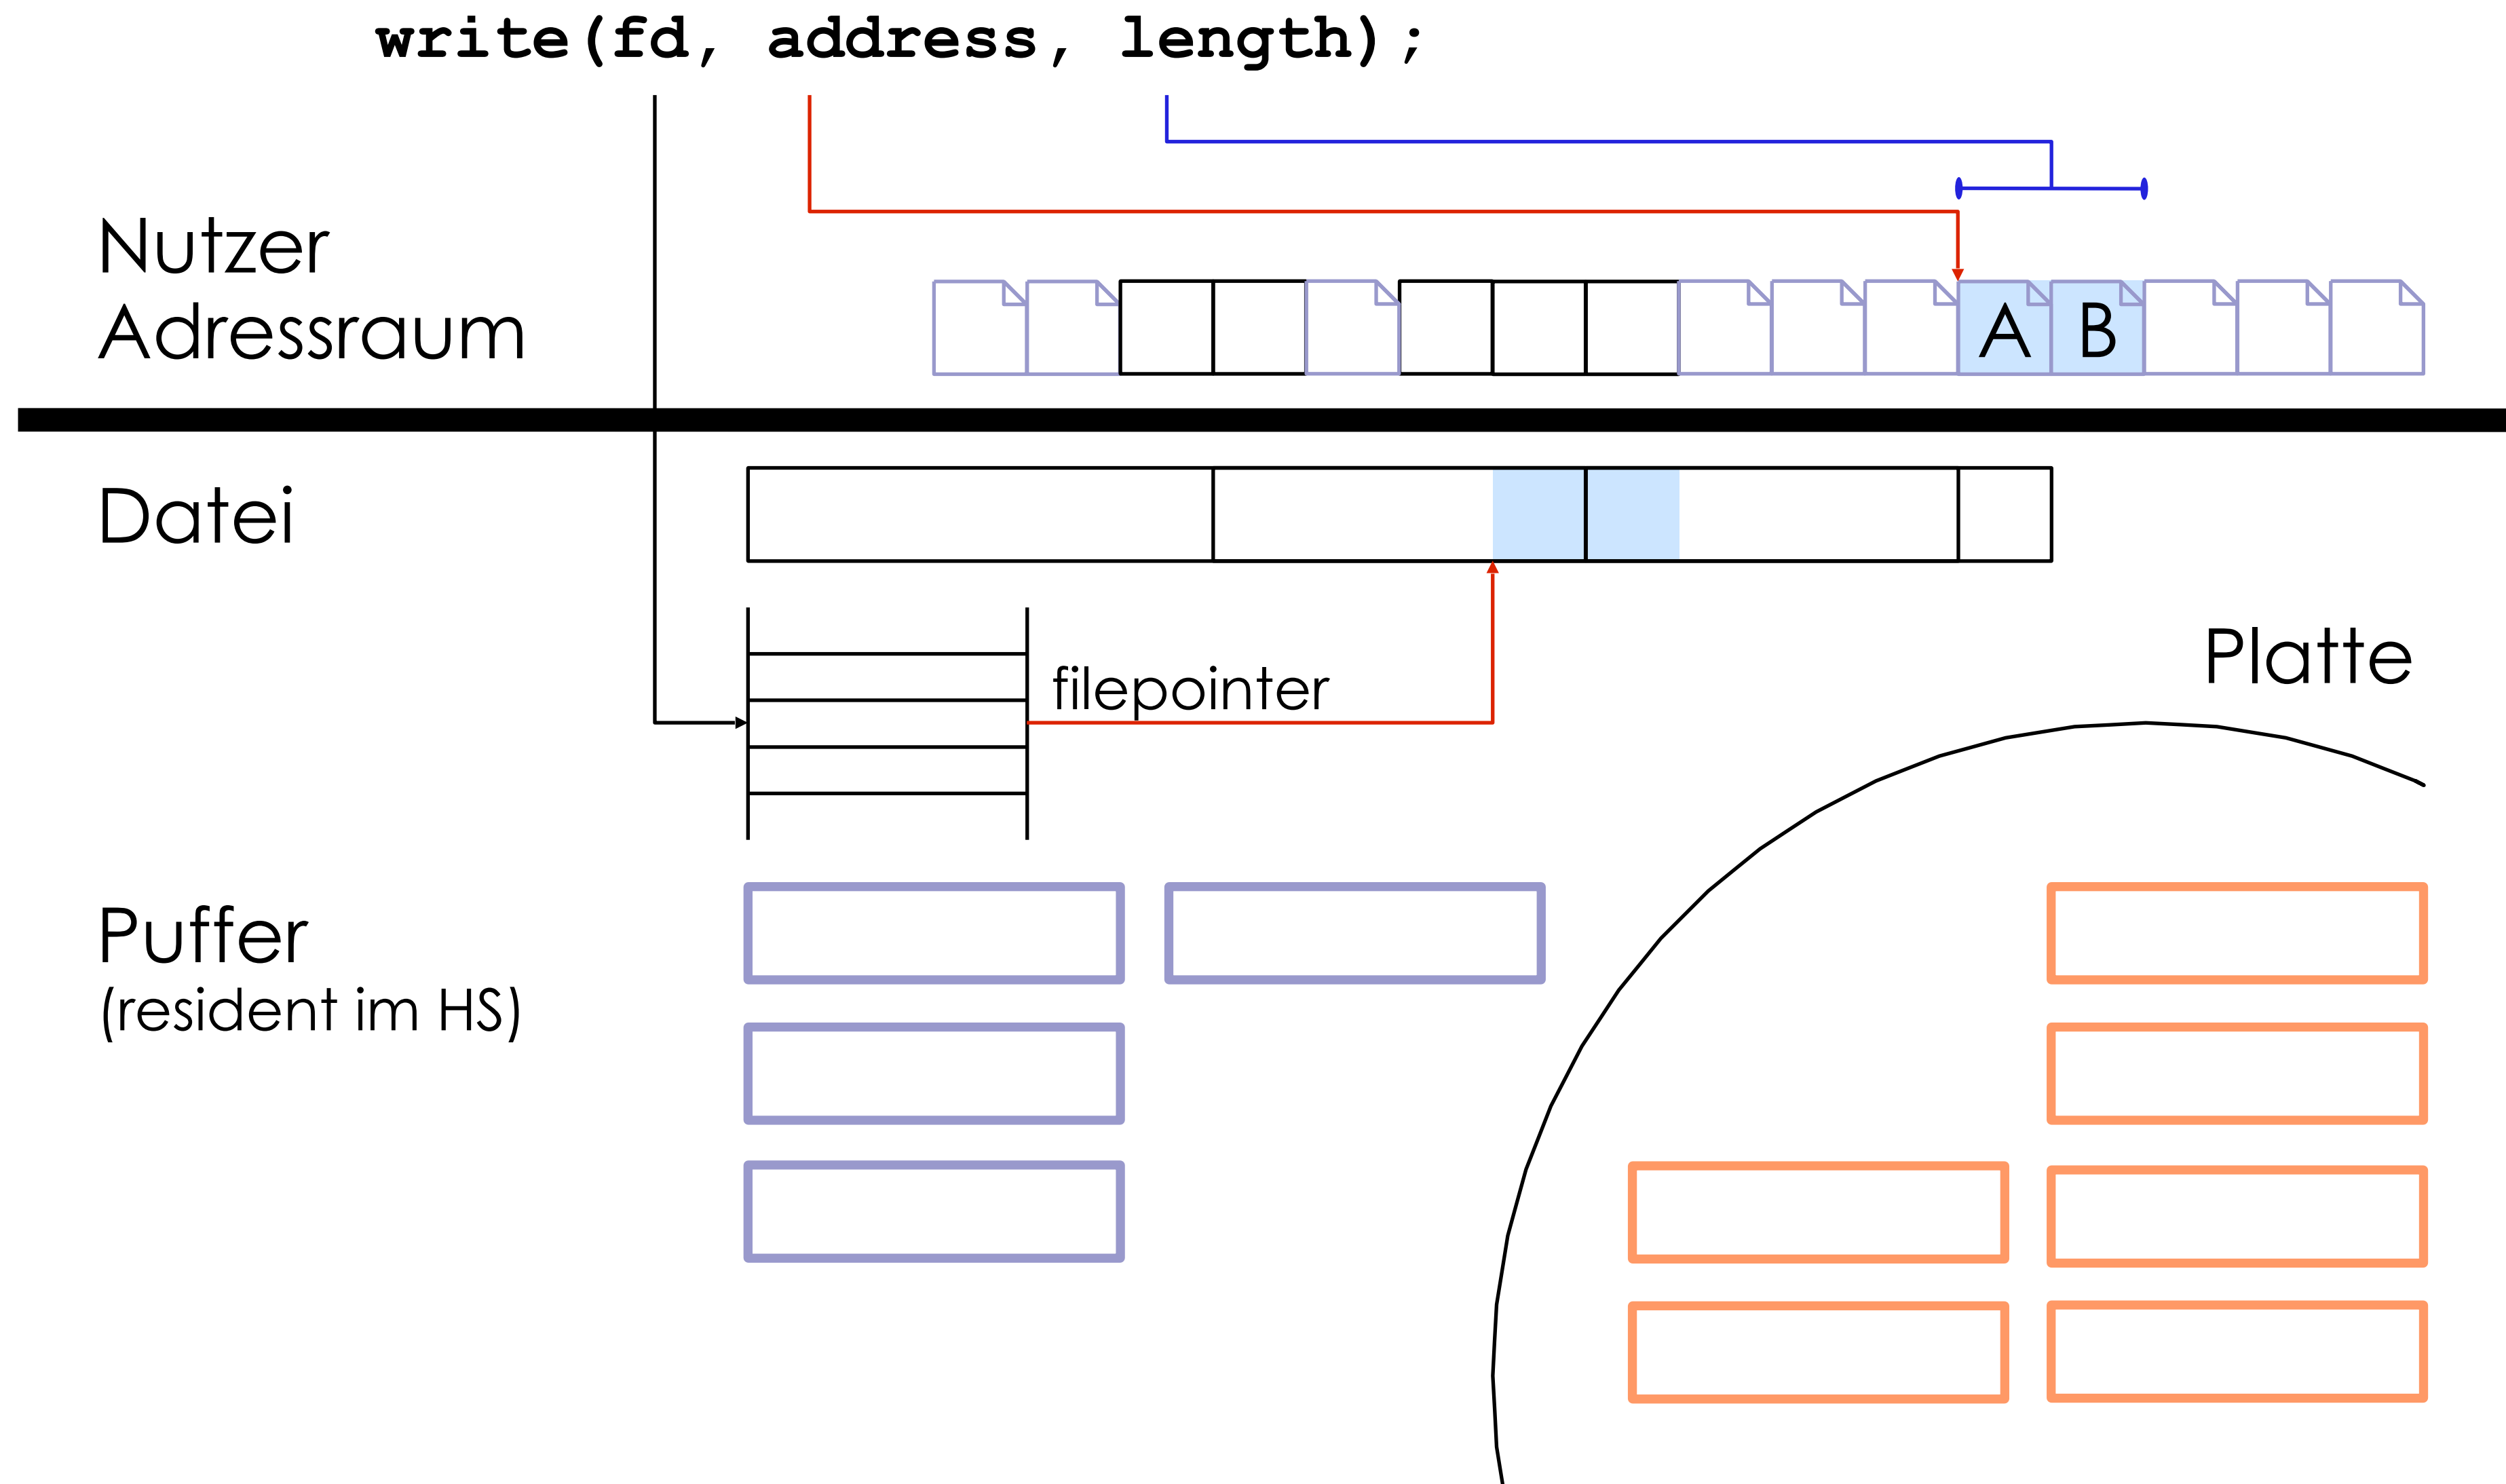 write(fd, address, length);
Nutzer
Adressraum
A B
Datei
filepointer
Platte
Puffer
(resident im HS)